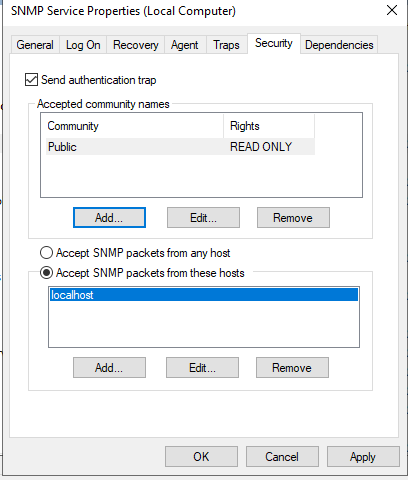 SNMP Service Properties (Local Computer)
General Log On Recovery Agent Traps Security Dependencies
Send authentication trap
Accepted community names
Community Rights
Public READ ONLY
Add... Edit... Remove
Accept SNMP packets from any host
Accept SNMP packets from these hosts
localhost
Add... Edit... Remove
OK Cancel Apply